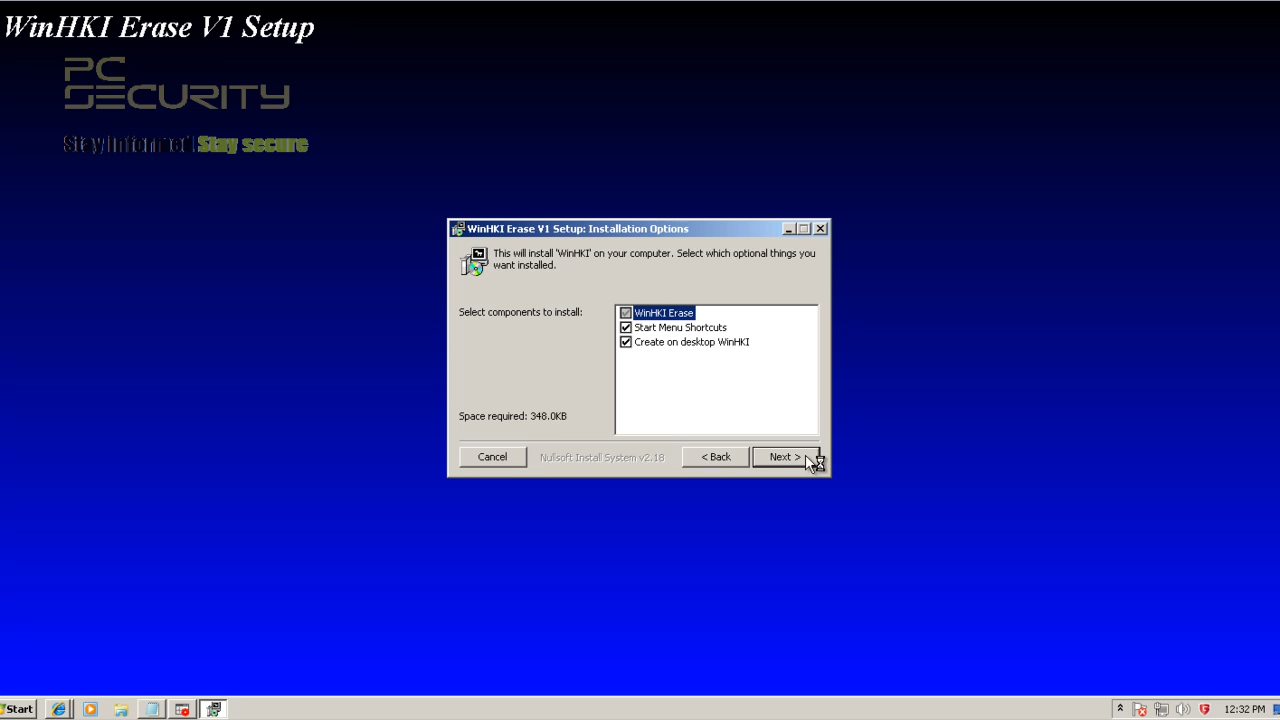 WinHKI Erase V1 Setup
PC
SECURITY
Stay informed. Stay secure
WinHKI Erase V1 Setup: Installation Options
This will install 'WinHKI' on your computer. Select which optional things you
want installed.
Select components to install:
WinHKI Erase
Start Menu Shortcuts
Create on desktop WinHKI
Space required: 348.0KB
Cancel
Nullsoft Install System v2.18
< Back
Next >
Start
12:32 PM